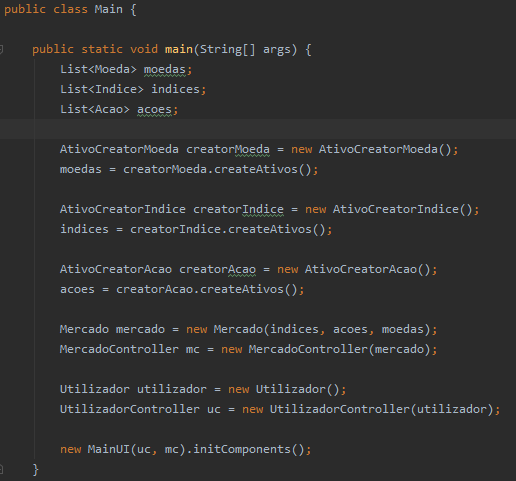 public class Main {
public static void main(String[] args) {
List<Moeda> moedas;
List<Indice> indices;
List<Acao> acoes;
AtivoCreatorMoeda creatorMoeda = new AtivoCreatorMoeda();
moedas = creatorMoeda.createAtivos();
AtivoCreatorIndice creatorIndice = new AtivoCreatorIndice();
indices = creatorIndice.createAtivos();
AtivoCreatorAcao creatorAcao = new AtivoCreatorAcao();
acoes = creatorAcao.createAtivos();
Mercado mercado = new Mercado(indices, acoes, moedas);
MercadoController mc = new MercadoController(mercado);
Utilizador utilizador = new Utilizador();
UtilizadorController uc = new UtilizadorController(utilizador);
new MainUI(uc, mc).initComponents();
}